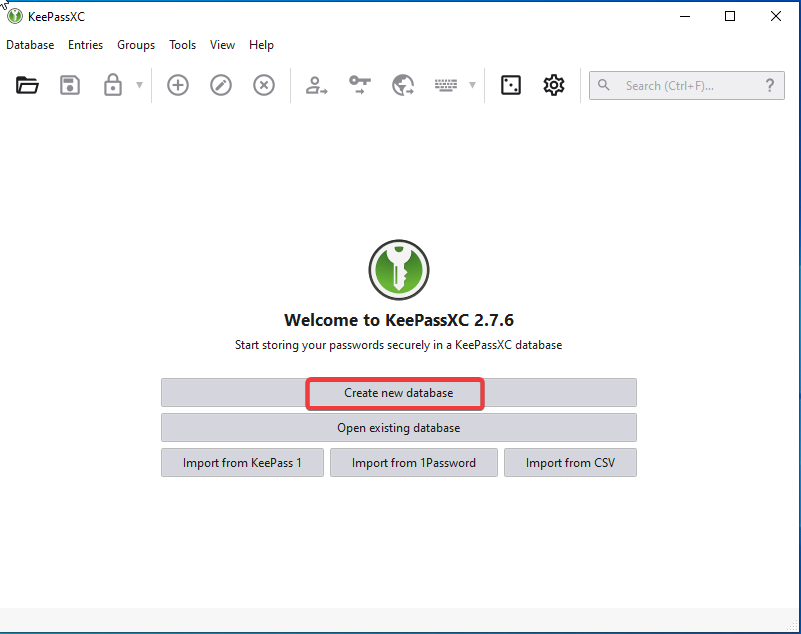 KeePassXC
Database Entries Groups Tools View Help
Search (Ctrl+F)... ?
Welcome to KeePassXC 2.7.6
Start storing your passwords securely in a KeePassXC database
Create new database
Open existing database
Import from KeePass 1 Import from 1Password Import from CSV